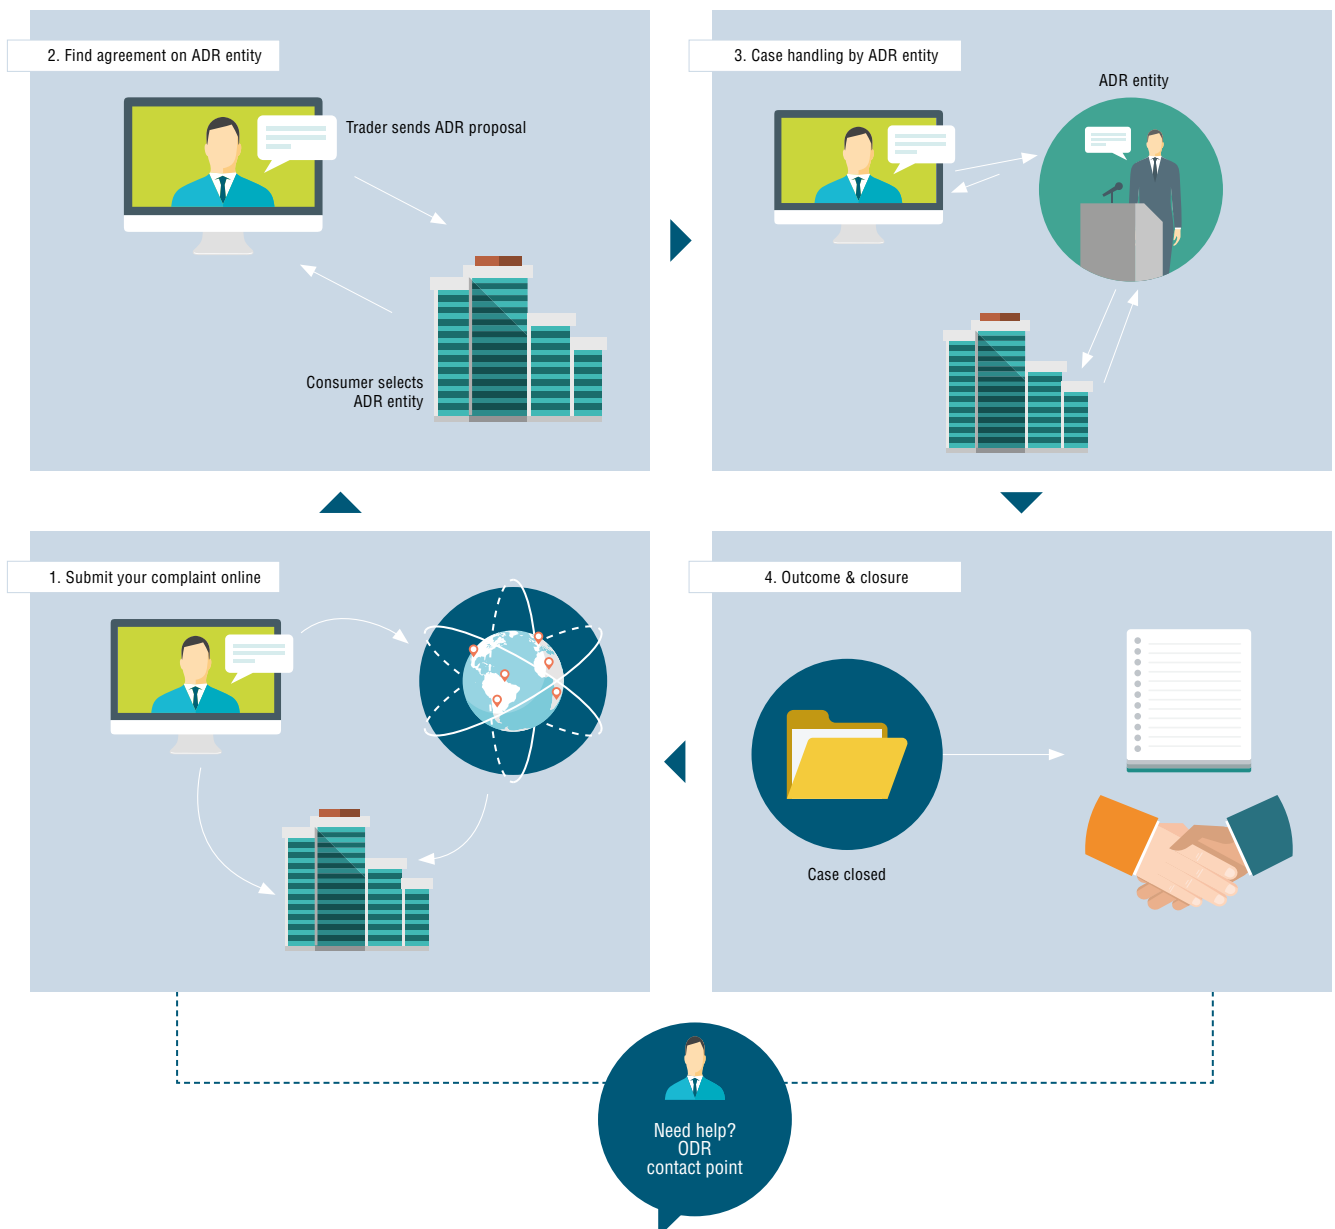 2. Find agreement on ADR entity
Trader sends ADR proposal
Consumer selects
ADR entity
3. Case handling by ADR entity
ADR entity
1. Submit your complaint online
4. Outcome & closure
Case closed
Need help?
ODR
contact point